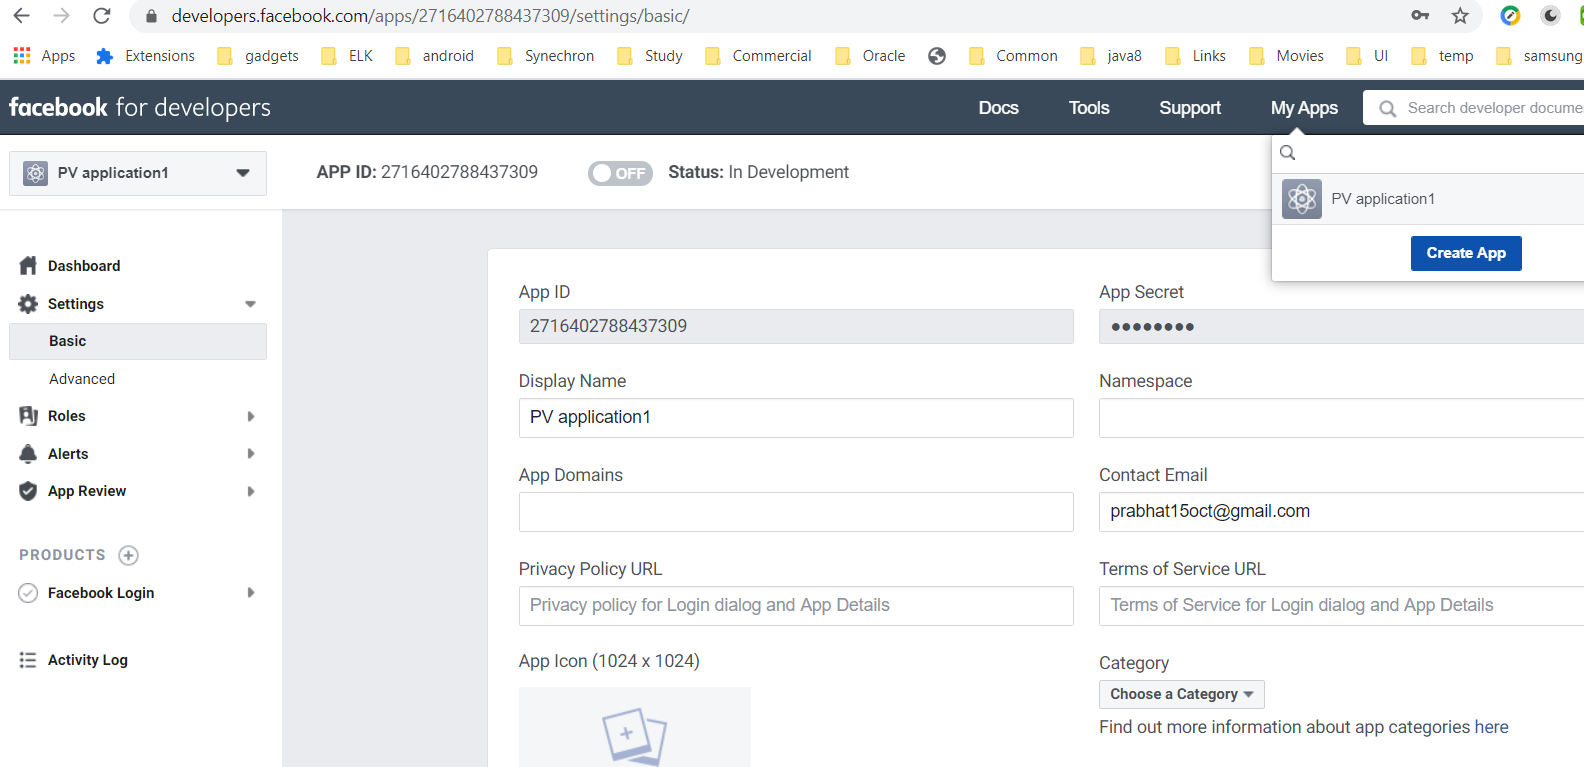 developers.facebook.com/apps/2716402788437309/settings/basic/
Apps Extensions gadgets ELK android Synechron Study Commercial Oracle Common java8 Links Movies UI temp samsung
facebook for developers Docs Tools Support My Apps Search developer docume
PV application1 APP ID: 2716402788437309 OFF Status: In Development
PV application1
Create App
Dashboard
Settings
Basic
Advanced
Roles
Alerts
App Review
PRODUCTS
Facebook Login
Activity Log
App ID App Secret
2716402788437309 ●●●●●●●●
Display Name Namespace
PV application1
App Domains Contact Email
prabhat15oct@gmail.com
Privacy Policy URL Terms of Service URL
Privacy policy for Login dialog and App Details Terms of Service for Login dialog and App Details
App Icon (1024 x 1024) Category
Choose a Category
Find out more information about app categories here